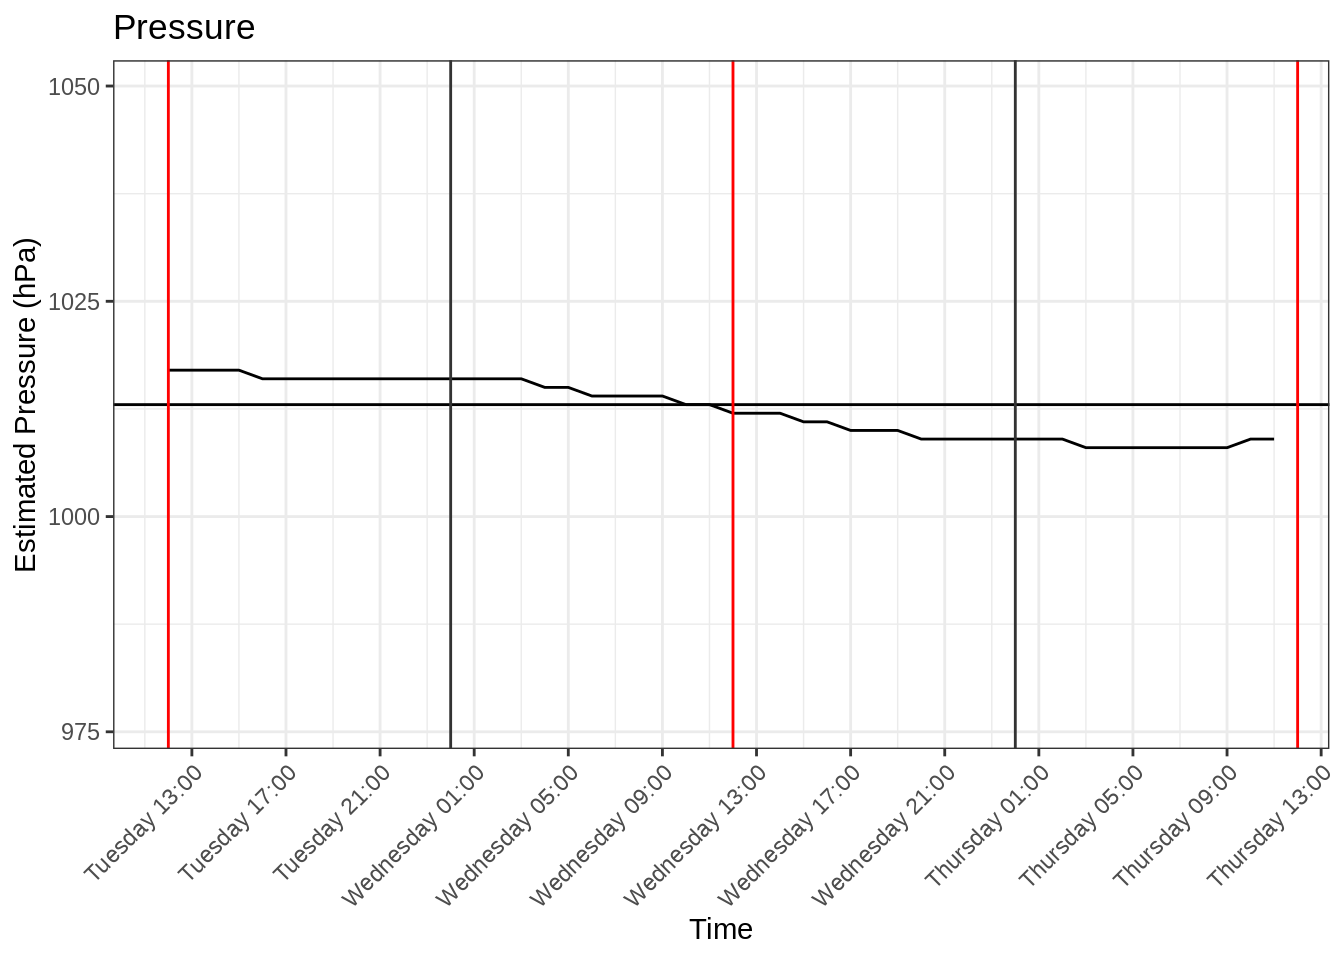 Pressure
Estimated Pressure (hPa)
1050
1025
1000
975
Tuesday 13:00
Tuesday 17:00
Tuesday 21:00
Wednesday 01:00
Wednesday 05:00
Wednesday 09:00
Wednesday 13:00
Wednesday 17:00
Wednesday 21:00
Thursday 01:00
Thursday 05:00
Thursday 09:00
Thursday 13:00
Time